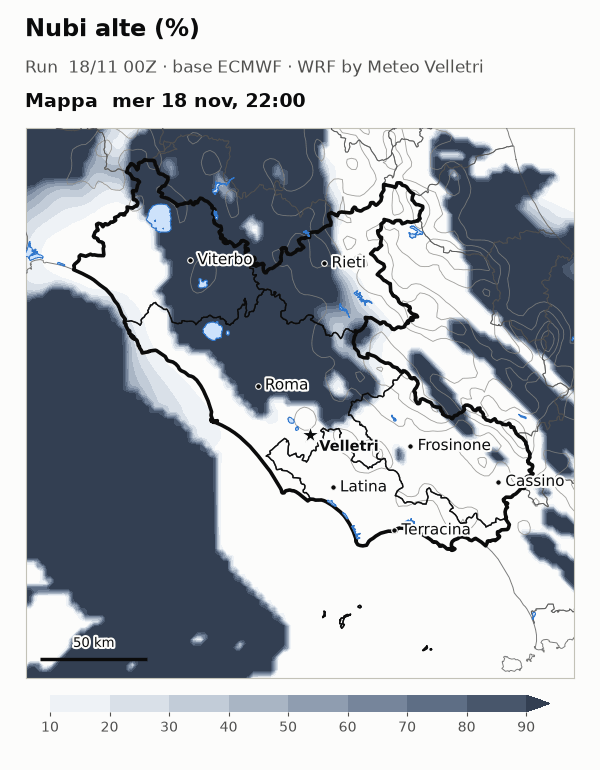 Nubi alte (%)
Run 18/11 00Z · base ECMWF · WRF by Meteo Velletri
Mappa mer 18 nov, 22:00
Viterbo
Rieti
Roma
Velletri
Frosinone
Cassino
Latina
Terracina
50 km
10 20 30 40 50 60 70 80 90